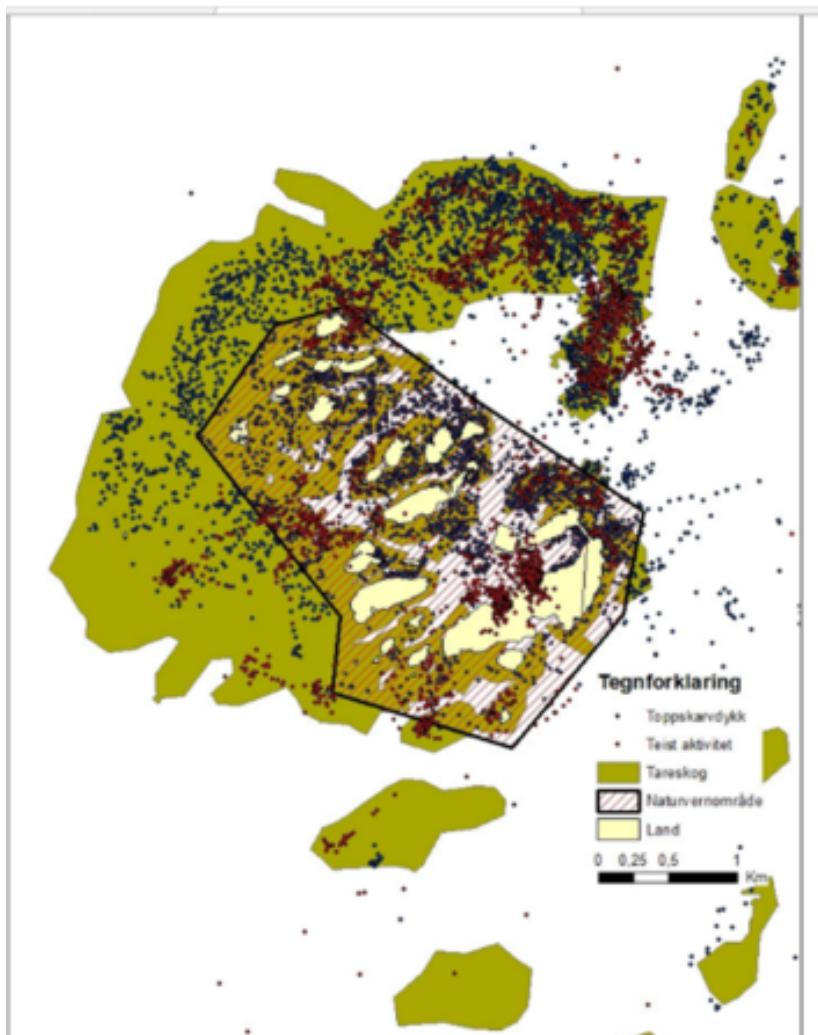 Tegnforklaring
Toppskarvdykk
Teist aktivitet
Tareskog
Naturvernområde
Land
0 0,25 0,5 1
Km